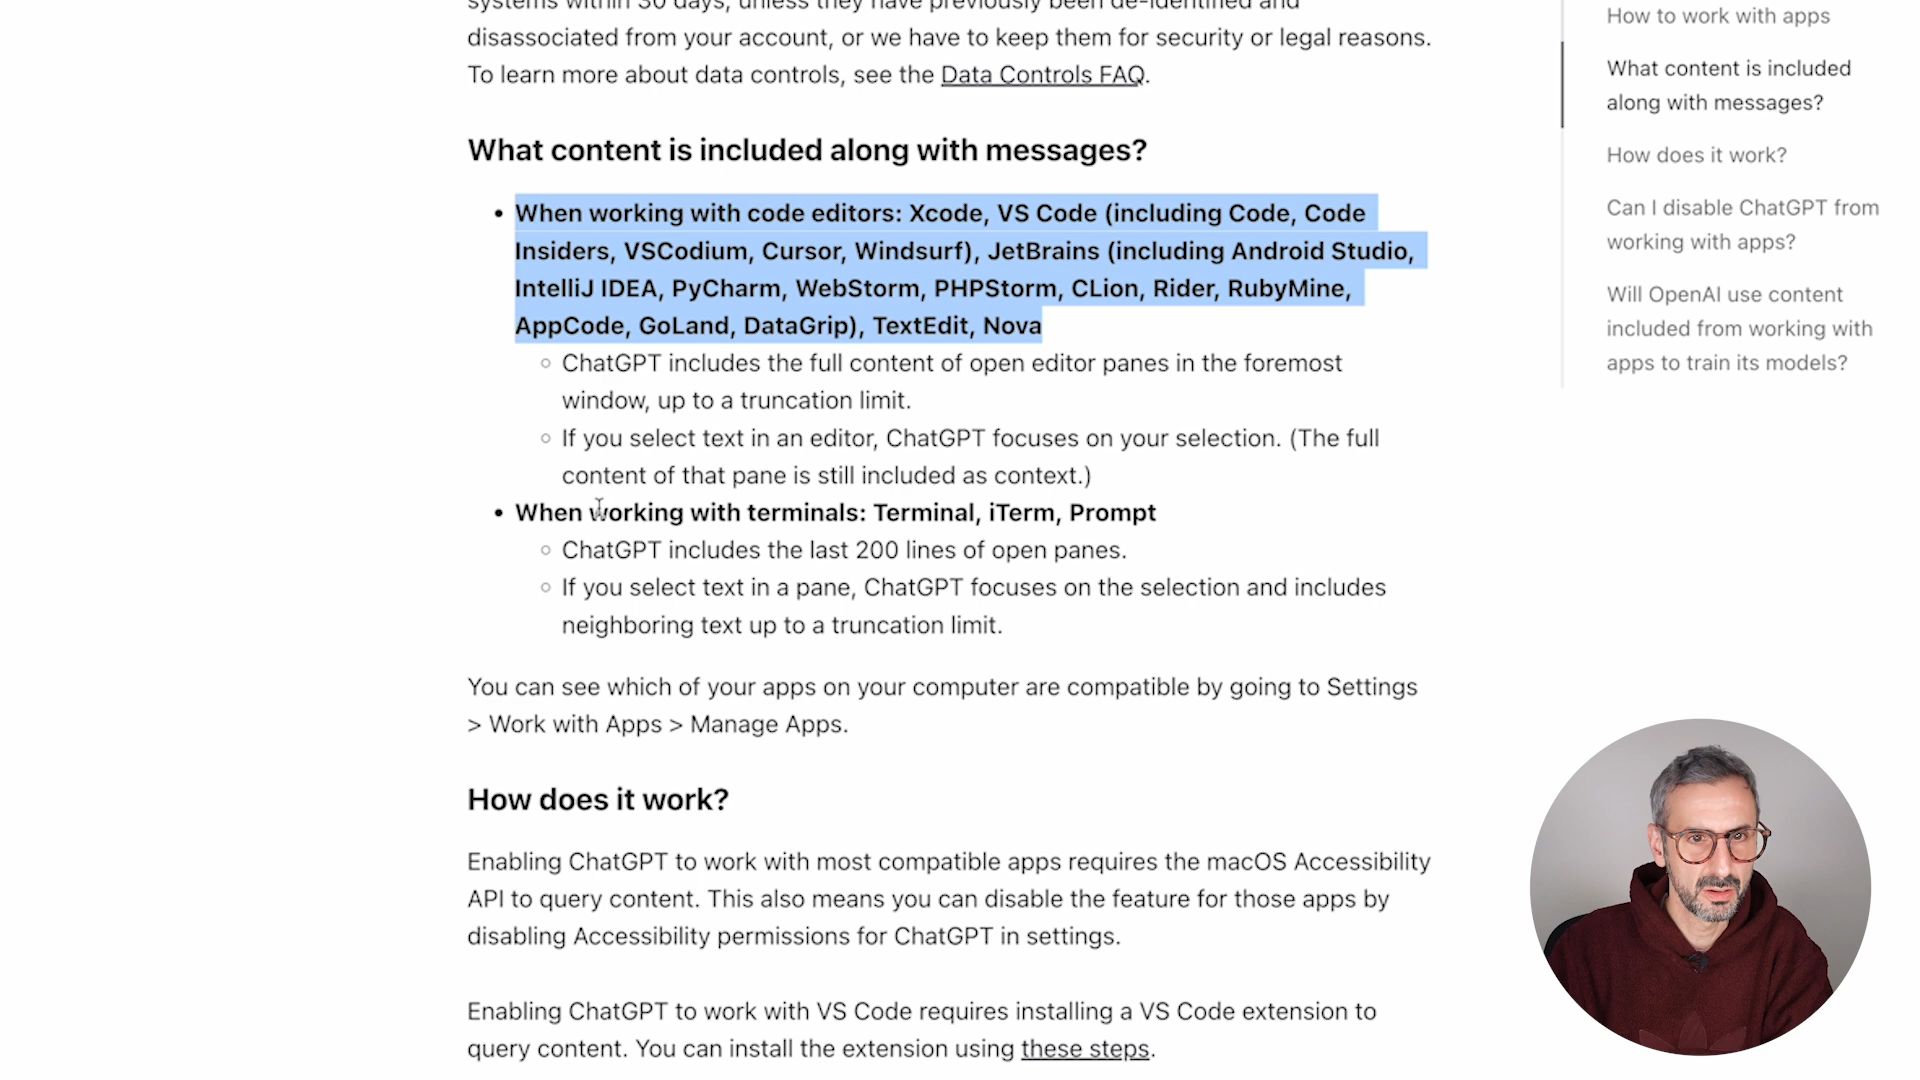 systems within 30 days, unless they have previously been de-identified and
disassociated from your account, or we have to keep them for security or legal reasons.
To learn more about data controls, see the Data Controls FAQ.
What content is included along with messages?
• When working with code editors: Xcode, VS Code (including Code, Code
Insiders, VSCodium, Cursor, Windsurf), JetBrains (including Android Studio,
IntelliJ IDEA, PyCharm, WebStorm, PHPStorm, CLion, Rider, RubyMine,
AppCode, GoLand, DataGrip), TextEdit, Nova
◦ ChatGPT includes the full content of open editor panes in the foremost
window, up to a truncation limit.
◦ If you select text in an editor, ChatGPT focuses on your selection. (The full
content of that pane is still included as context.)
• When working with terminals: Terminal, iTerm, Prompt
◦ ChatGPT includes the last 200 lines of open panes.
◦ If you select text in a pane, ChatGPT focuses on the selection and includes
neighboring text up to a truncation limit.
You can see which of your apps on your computer are compatible by going to Settings
> Work with Apps > Manage Apps.
How does it work?
Enabling ChatGPT to work with most compatible apps requires the macOS Accessibility
API to query content. This also means you can disable the feature for those apps by
disabling Accessibility permissions for ChatGPT in settings.
Enabling ChatGPT to work with VS Code requires installing a VS Code extension to
query content. You can install the extension using these steps.
How to work with apps
What content is included
along with messages?
How does it work?
Can I disable ChatGPT from
working with apps?
Will OpenAI use content
included from working with
apps to train its models?